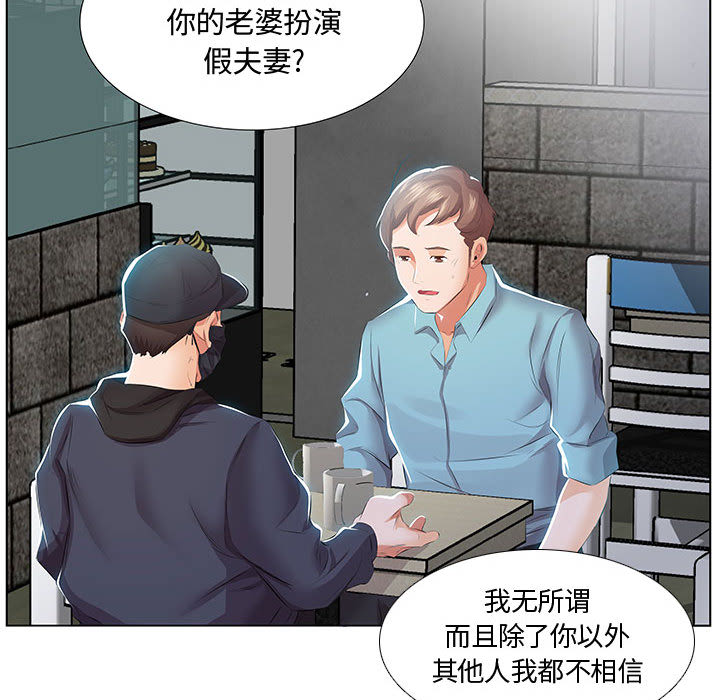 你的老婆扮演
假夫妻?
我无所谓
而且除了你以外
其他人我都不相信